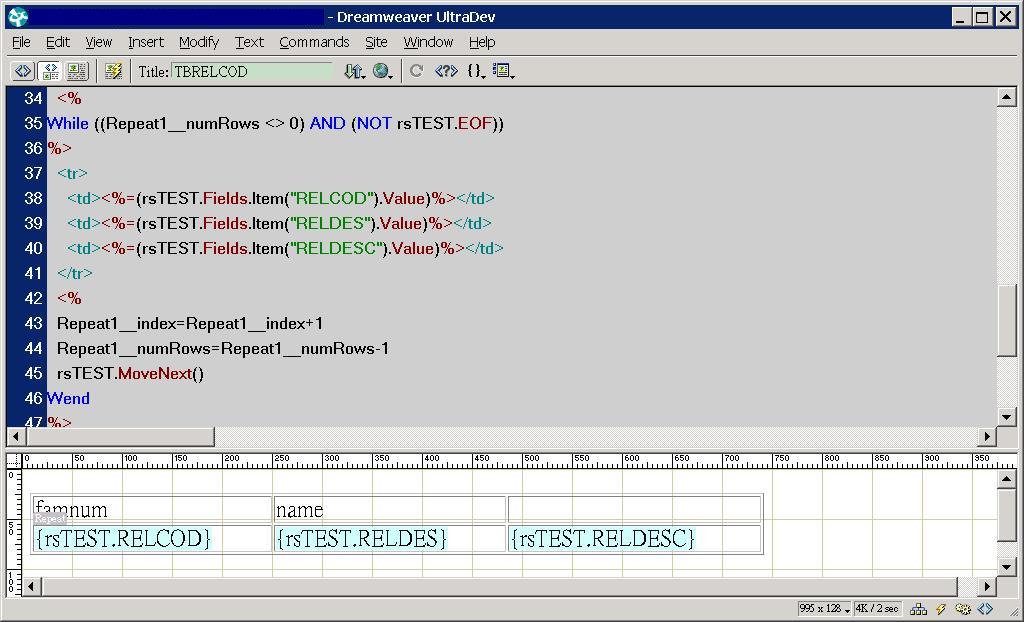 - Dreamweaver UltraDev
File Edit View Insert Modify Text Commands Site Window Help
Title: TBRELCOD
34 <%
35 While ((Repeat1__numRows <> 0) AND (NOT rsTEST.EOF))
36 %>
37 <tr>
38 <td><%=(rsTEST.Fields.Item("RELCOD").Value)%></td>
39 <td><%=(rsTEST.Fields.Item("RELDES").Value)%></td>
40 <td><%=(rsTEST.Fields.Item("RELDESC").Value)%></td>
41 </tr>
42 <%
43 Repeat1__index=Repeat1__index+1
44 Repeat1__numRows=Repeat1__numRows-1
45 rsTEST.MoveNext()
46 Wend
47 %>
0 50 100 150 200 250 300 350 400 450 500 550 600 650 700 750 800 850 900 950
0
50
100
famnum name
Repeat
{rsTEST.RELCOD} {rsTEST.RELDES} {rsTEST.RELDESC}
995 x 128 4K / 2 sec